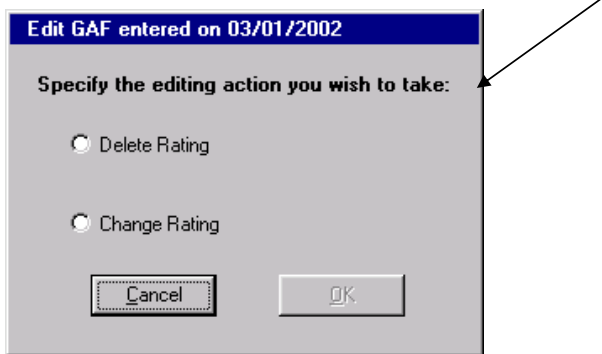 Edit GAF entered on 03/01/2002
Specify the editing action you wish to take:
Delete Rating
Change Rating
Cancel OK